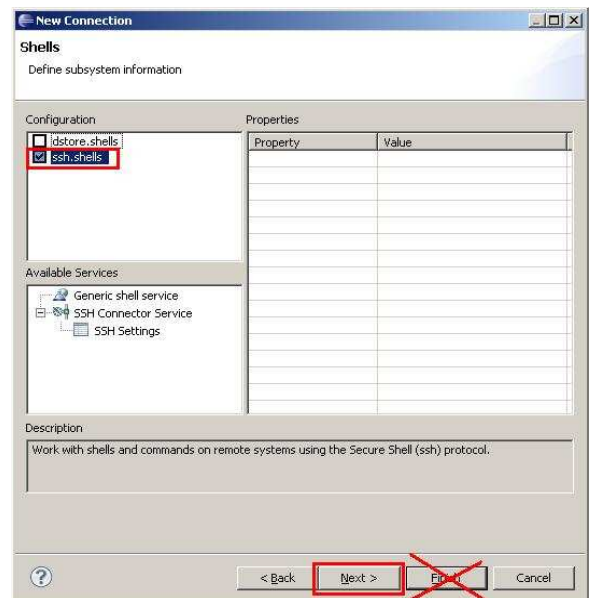 New Connection
Shells
Define subsystem information
Configuration
Properties
dstore.shells
ssh.shells
Property Value
Available Services
Generic shell service
SSH Connector Service
SSH Settings
Description
Work with shells and commands on remote systems using the Secure Shell (ssh) protocol.
< Back
Next >
Finish
Cancel